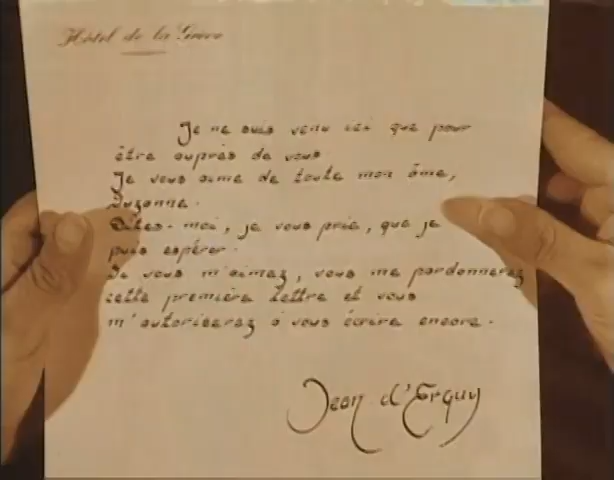 Hôtel de la Grève
Je ne suis venu ici que pour
être auprès de vous
Je vous aime de toute mon âme,
Suzanne.
Dites-moi, je vous prie, que je
puis espérer.
Si vous m'aimez, vous me pardonnerez
cette première lettre et vous
m'autoriserez à vous écrire encore.
Jean d'Erquy